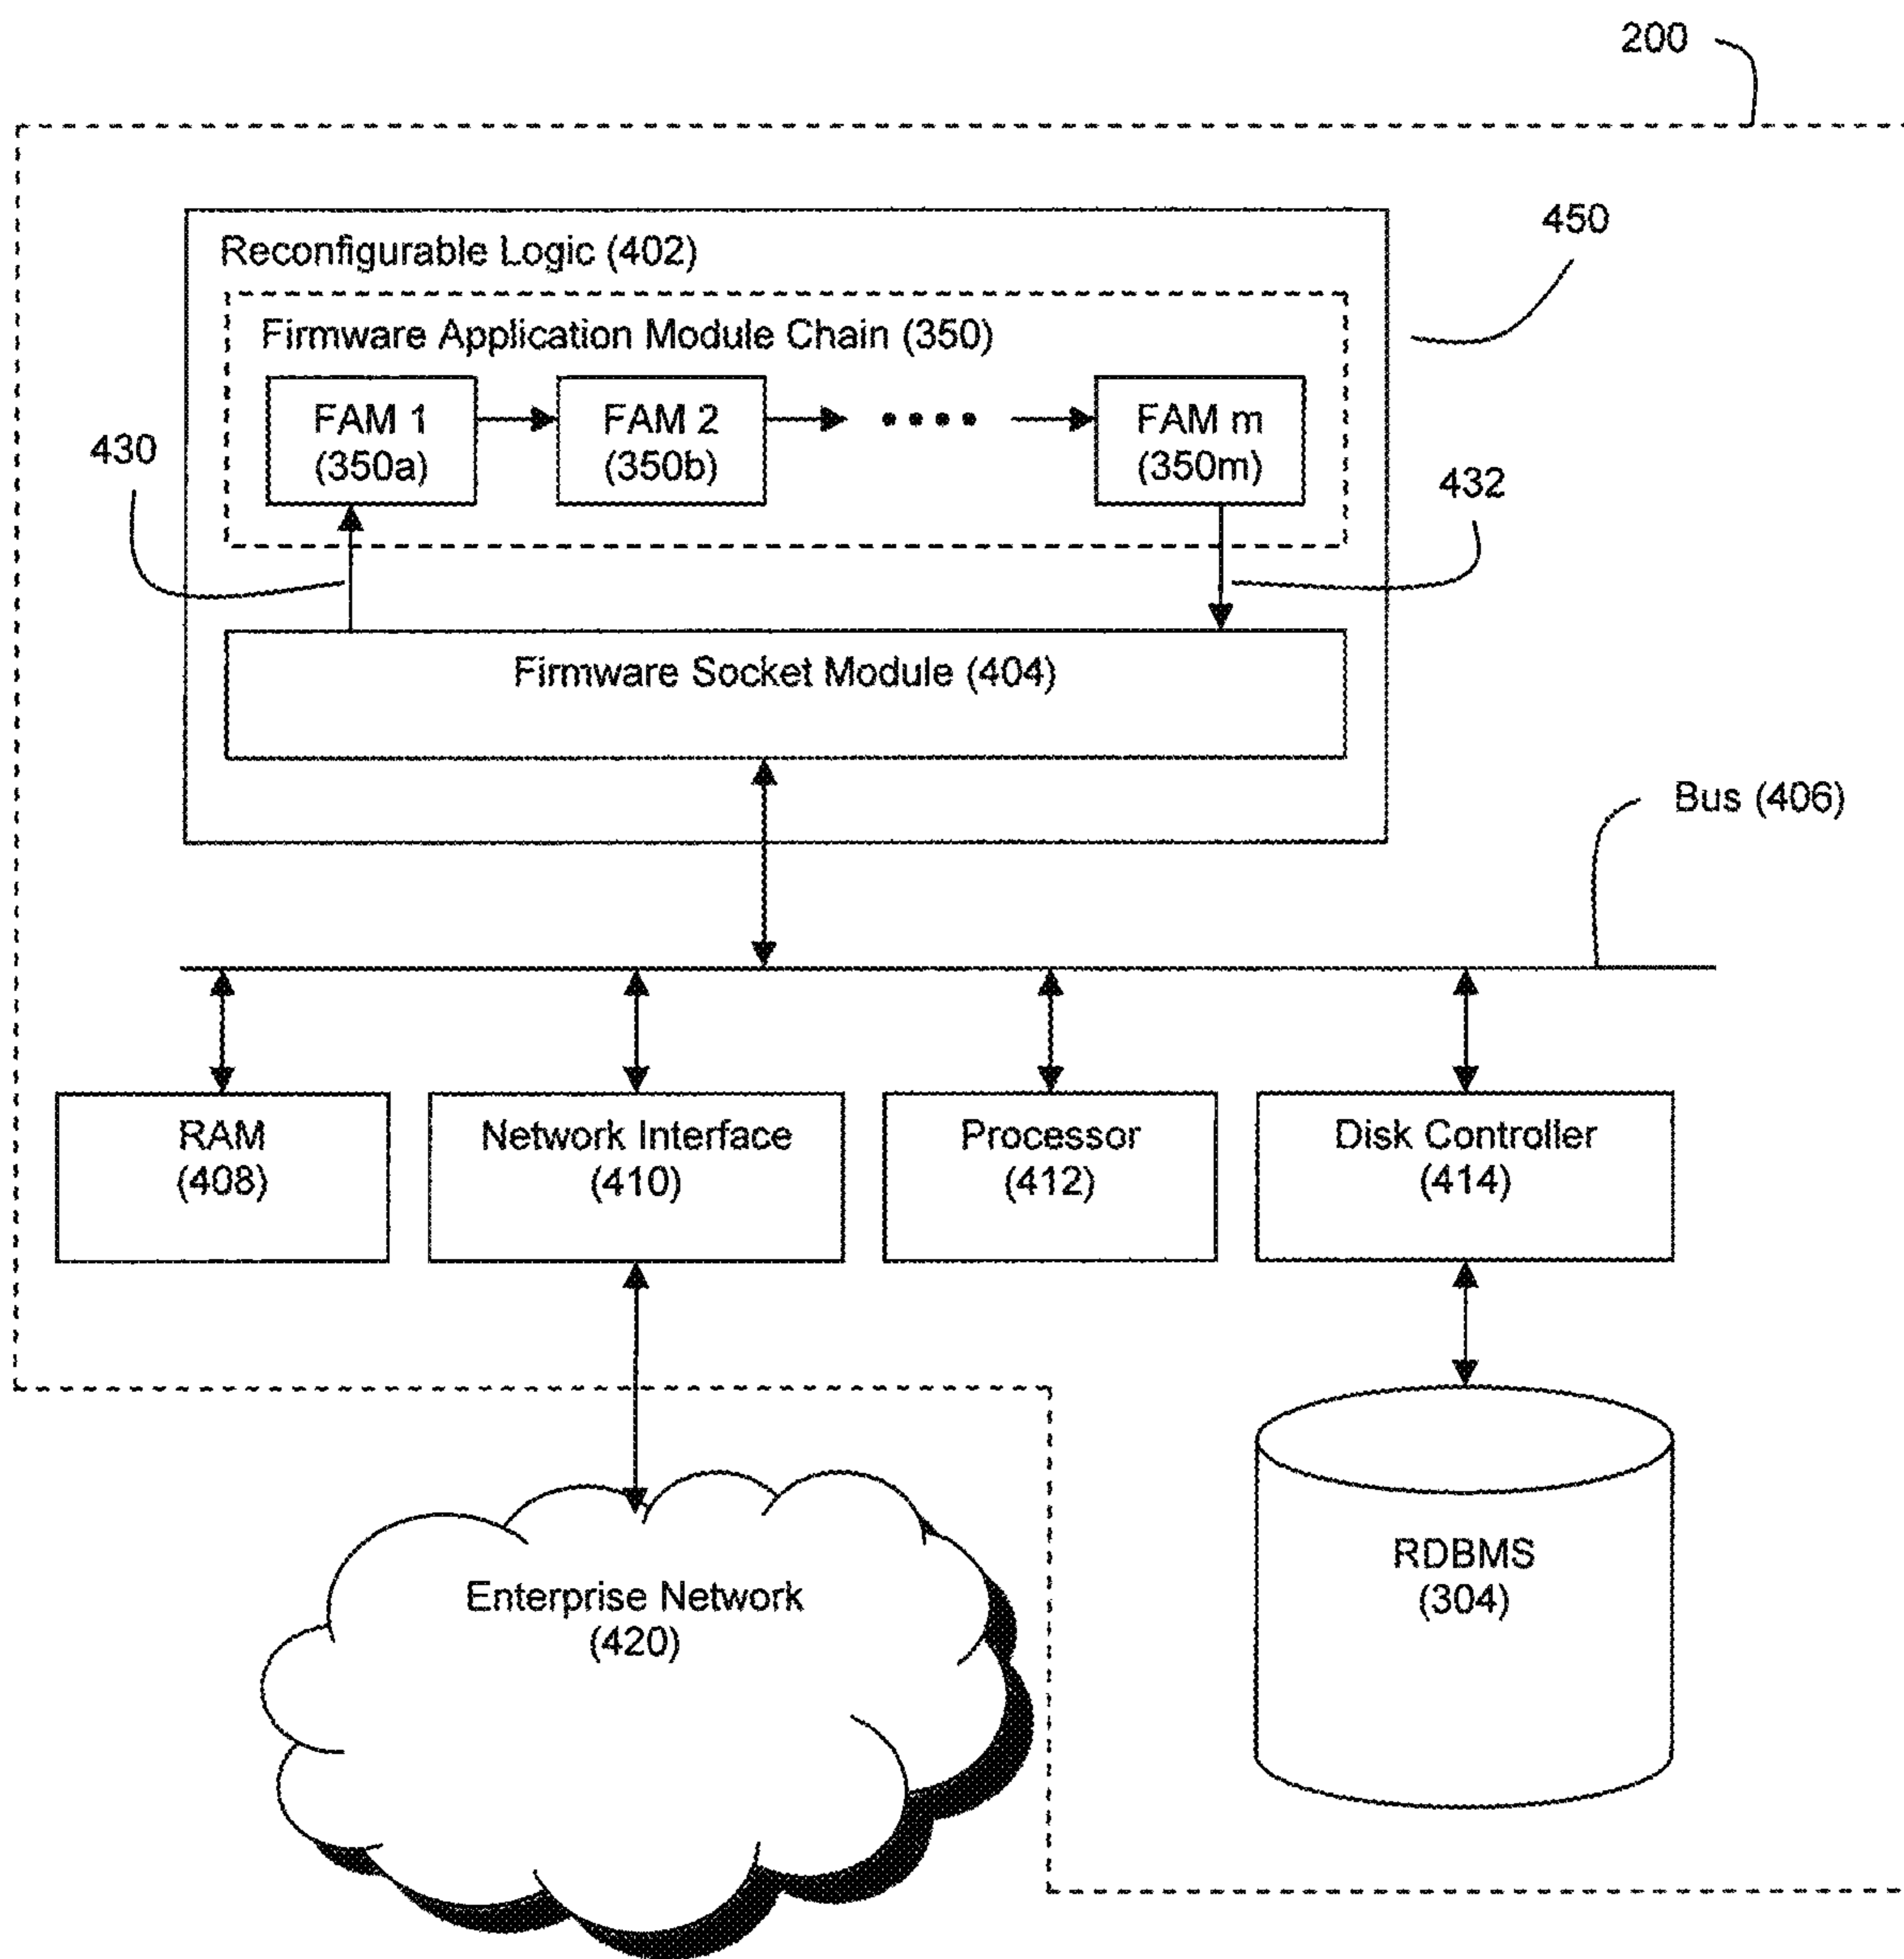 200
450
Reconfigurable Logic (402)
Firmware Application Module Chain (350)
FAM 1
(350a)
FAM 2
(350b)
FAM m
(350m)
430
432
Firmware Socket Module (404)
Bus (406)
RAM
(408)
Network Interface
(410)
Processor
(412)
Disk Controller
(414)
Enterprise Network
(420)
RDBMS
(304)